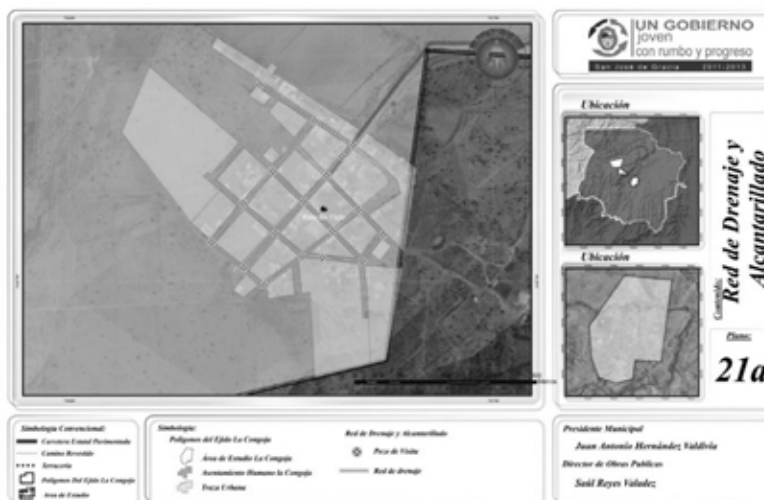 UN GOBIERNO
joven
con rumbo y progreso
San José de Gracia 2011-2013
Ubicación
Ubicación
Contenido:
Red de Drenaje y
Alcantarillado
Plano:
21a
Simbología Convencional:
Carretera Estatal Pavimentada
Camino Revestido
Terracería
Polígonos Del Ejido La Congoja
Area de Estudio
Simbología:
Polígonos del Ejido La Congoja
Área de Estudio La Congoja
Asentamiento Humano la Congoja
Traza Urbana
Red de Drenaje y Alcantarillado
Pozo de Visita
Red de drenaje
Presidente Municipal
Juan Antonio Hernández Valdivia
Director de Obras Publicas
Saúl Reyes Valadez